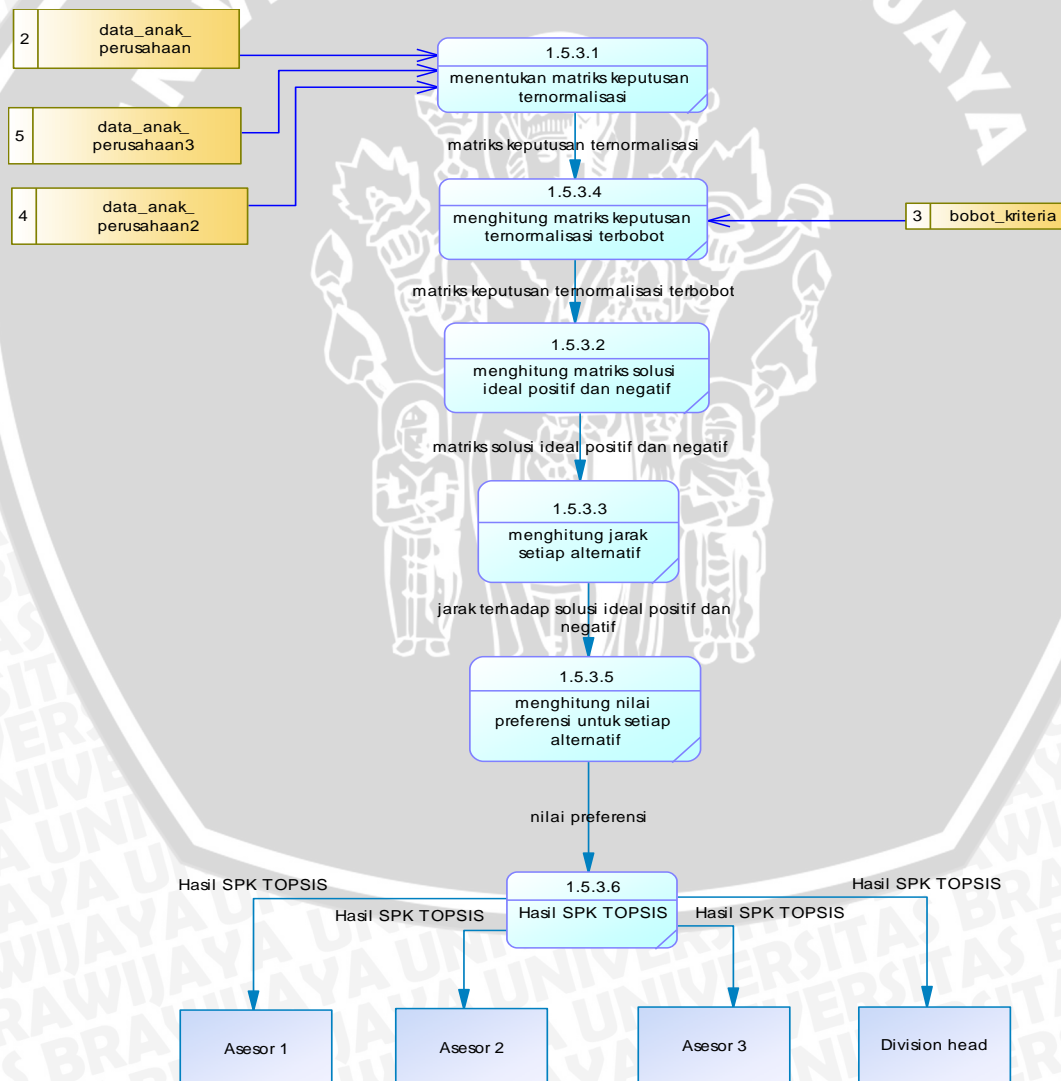 2
data_anak_
perusahaan
5
data_anak_
perusahaan3
4
data_anak_
perusahaan2
1.5.3.1
menentukan matriks keputusan
ternormalisasi
matriks keputusan ternormalisasi
1.5.3.4
menghitung matriks keputusan
ternormalisasi terbobot
3
bobot_kriteria
matriks keputusan ternormalisasi terbobot
1.5.3.2
menghitung matriks solusi
ideal positif dan negatif
matriks solusi ideal positif dan negatif
1.5.3.3
menghitung jarak
setiap alternatif
jarak terhadap solusi ideal positif dan
negatif
1.5.3.5
menghitung nilai
preferensi untuk setiap
alternatif
nilai preferensi
1.5.3.6
Hasil SPK TOPSIS
Hasil SPK TOPSIS
Hasil SPK TOPSIS
Hasil SPK TOPSIS
Hasil SPK TOPSIS
Asesor 1
Asesor 2
Asesor 3
Division head